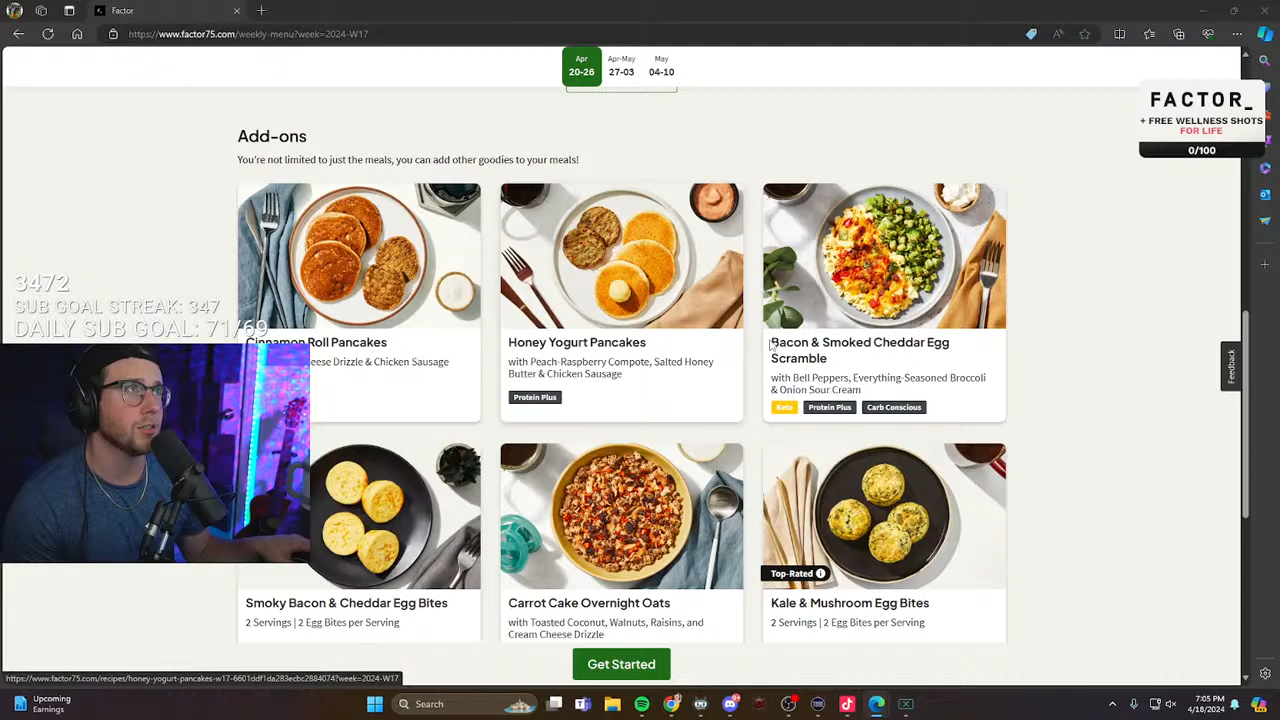 Factor
https://www.factor75.com/weekly-menu?week=2024-W17
Apr
20-26
Apr-May
27-03
May
04-10
FACTOR_
+ FREE WELLNESS SHOTS
FOR LIFE
0/100
Add-ons
You're not limited to just the meals, you can add other goodies to your meals!
3472
SUB GOAL STREAK: 347
DAILY SUB GOAL: 71/69
Cinnamon Roll Pancakes
Drizzle & Chicken Sausage
Honey Yogurt Pancakes
with Peach-Raspberry Compote, Salted Honey
Butter & Chicken Sausage
Protein Plus
Bacon & Smoked Cheddar Egg
Scramble
with Bell Peppers, Everything-Seasoned Broccoli
& Onion Sour Cream
Keto
Protein Plus
Carb Conscious
Feedback
Smoky Bacon & Cheddar Egg Bites
2 Servings | 2 Egg Bites per Serving
Carrot Cake Overnight Oats
with Toasted Coconut, Walnuts, Raisins, and
Cream Cheese Drizzle
Top-Rated
Kale & Mushroom Egg Bites
2 Servings | 2 Egg Bites per Serving
Get Started
https://www.factor75.com/recipes/honey-yogurt-pancakes-w17-6601ddf1da283ecbc2884074?week=2024-W17
Upcoming
Earnings
Search
7:05 PM
4/18/2024